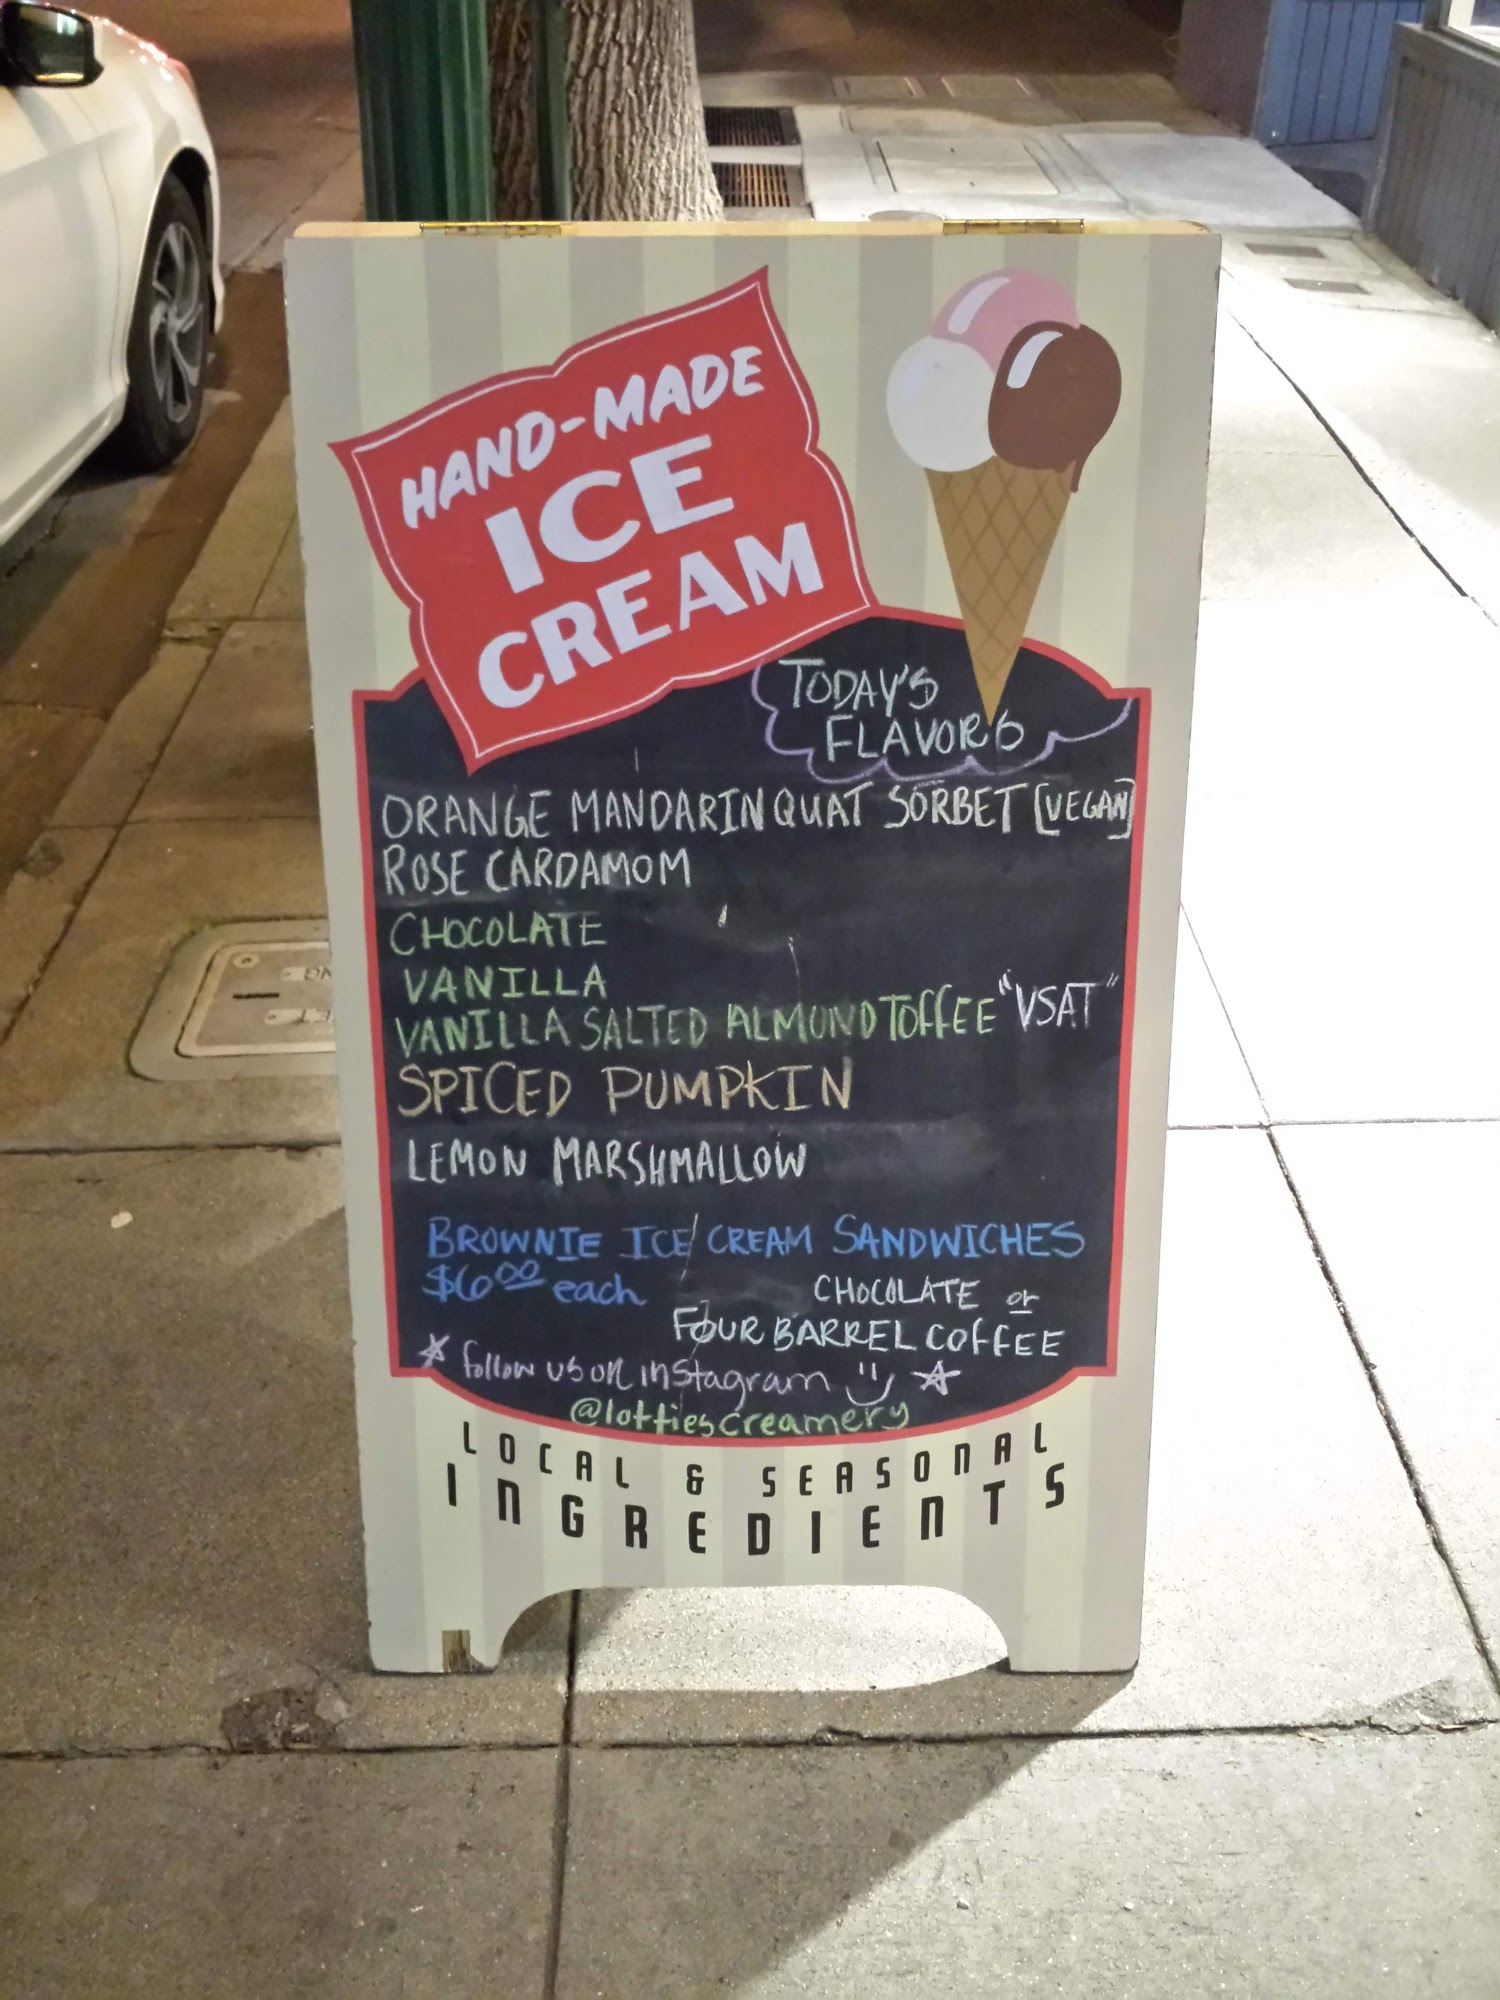 HAND-MADE
ICE
CREAM
TODAY'S
FLAVORS
ORANGE MANDARINQUAT SORBET [VEGAN]
ROSE CARDAMOM
CHOCOLATE
VANILLA
VANILLA SALTED ALMOND TOFFEE "VSAT"
SPICED PUMPKIN
LEMON MARSHMALLOW
BROWNIE ICE CREAM SANDWICHES
$6.00 each CHOCOLATE or
FOUR BARREL COFFEE
follow us on instagram
@lottiescreamery
LOCAL & SEASONAL
INGREDIENTS